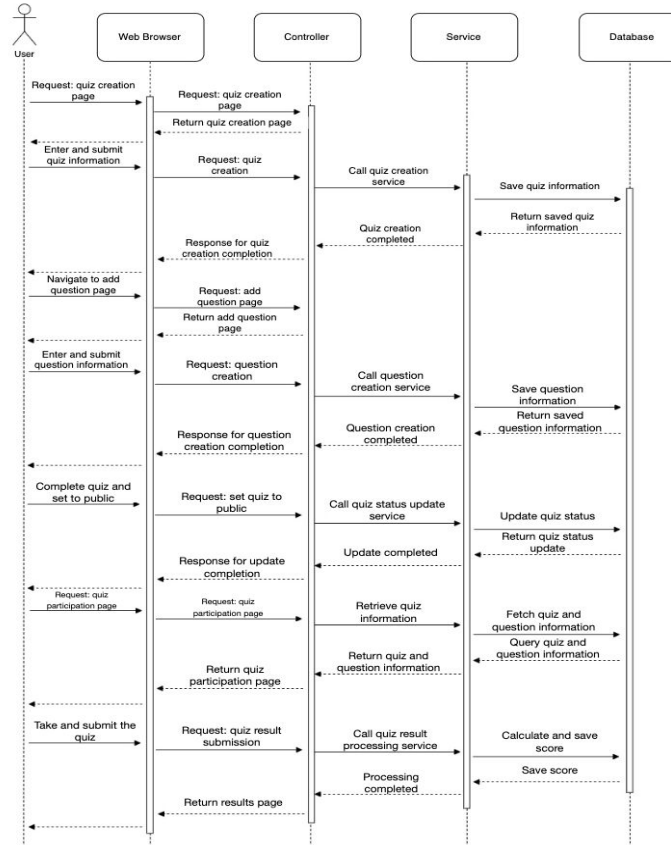 User
Web Browser
Controller
Service
Database
Request: quiz creation
page
Request: quiz creation
page
Return quiz creation page
Enter and submit
quiz information
Request: quiz
creation
Call quiz creation
service
Save quiz information
Return saved quiz
information
Quiz creation
completed
Response for quiz
creation completion
Navigate to add
question page
Request: add
question page
Return add question
page
Enter and submit
question information
Request: question
creation
Call question
creation service
Save question
information
Return saved
question information
Question creation
completed
Response for question
creation completion
Complete quiz and
set to public
Request: set quiz to
public
Call quiz status update
service
Update quiz status
Return quiz status
update
Update completed
Response for update
completion
Request: quiz
participation page
Request: quiz
participation page
Retrieve quiz
information
Fetch quiz and
question information
Query quiz and
question information
Return quiz and
question information
Return quiz
participation page
Take and submit the
quiz
Request: quiz result
submission
Call quiz result
processing service
Calculate and save
score
Save score
Processing
completed
Return results page